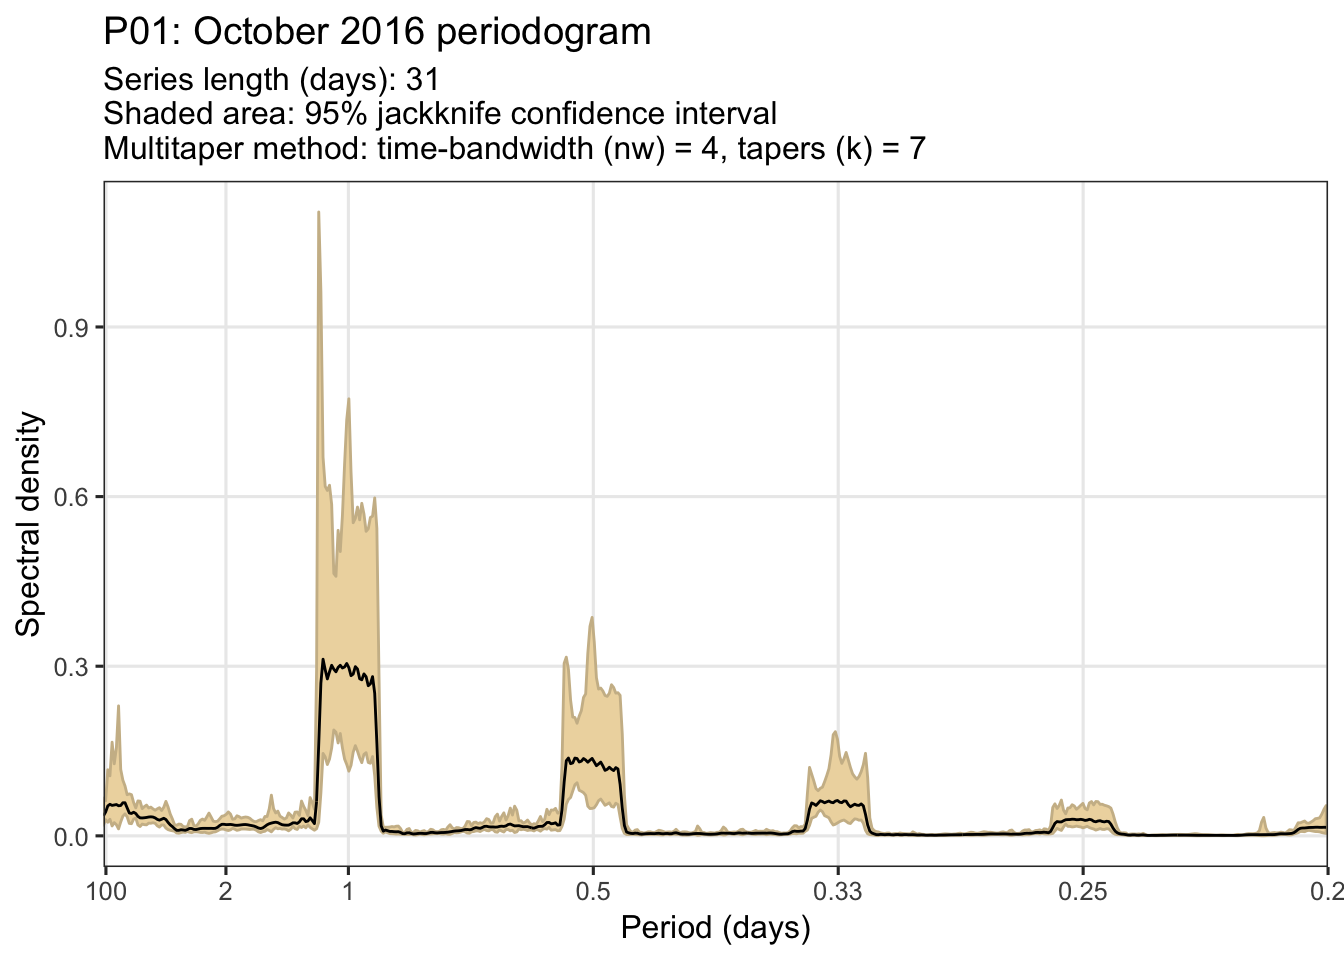 P01: October 2016 periodogram
Series length (days): 31
Shaded area: 95% jackknife confidence interval
Multitaper method: time-bandwidth (nw) = 4, tapers (k) = 7
Spectral density
0.9
0.6
0.3
0.0
100 2 1 0.5 0.33 0.25 0.2
Period (days)